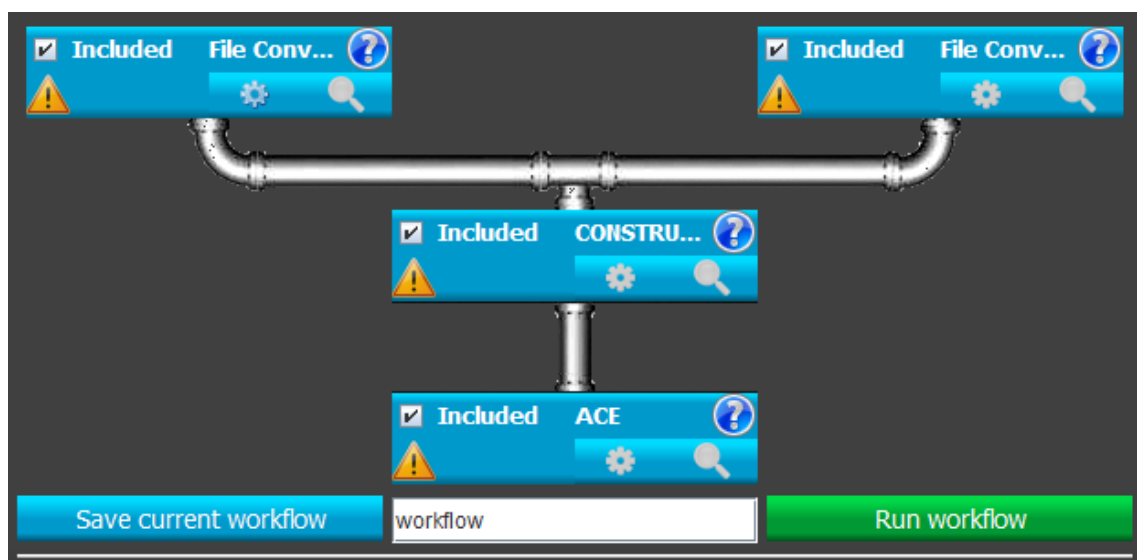 Included File Conv... ?
Included File Conv... ?
Included CONSTRU... ?
Included ACE ?
Save current workflow
workflow
Run workflow